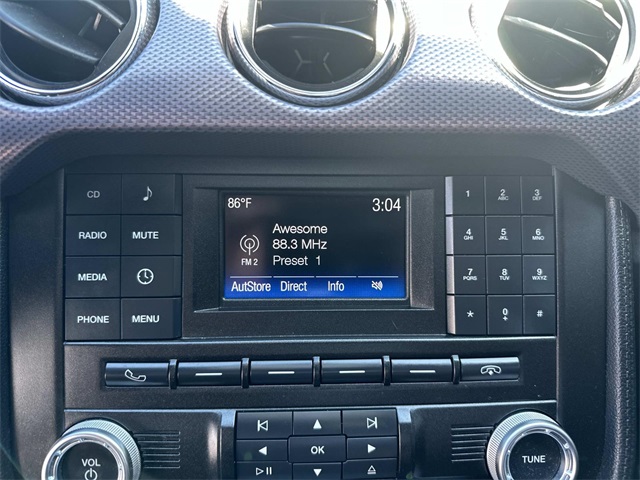 86°F 3:04
Awesome
88.3 MHz
FM 2 Preset 1
AutStore Direct Info
CD
RADIO MUTE
MEDIA
PHONE MENU
1 2 ABC 3 DEF
4 GHI 5 JKL 6 MNO
7 PQRS 8 TUV 9 WXYZ
* 0 + #
OK
VOL
TUNE